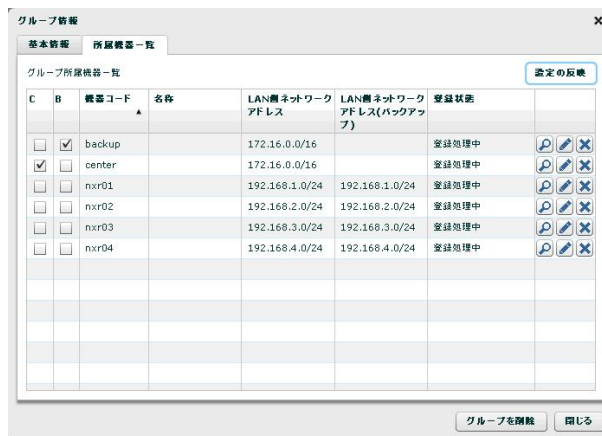 グループ情報
基本情報 所属機器一覧
グループ所属機器一覧 設定の反映
C B 機器コード 名称 LAN側ネットワークアドレス LAN側ネットワークアドレス(バックアップ) 登録状態
backup 172.16.0.0/16 登録処理中
center 172.16.0.0/16 登録処理中
nxr01 192.168.1.0/24 192.168.1.0/24 登録処理中
nxr02 192.168.2.0/24 192.168.2.0/24 登録処理中
nxr03 192.168.3.0/24 192.168.3.0/24 登録処理中
nxr04 192.168.4.0/24 192.168.4.0/24 登録処理中
グループを削除 閉じる